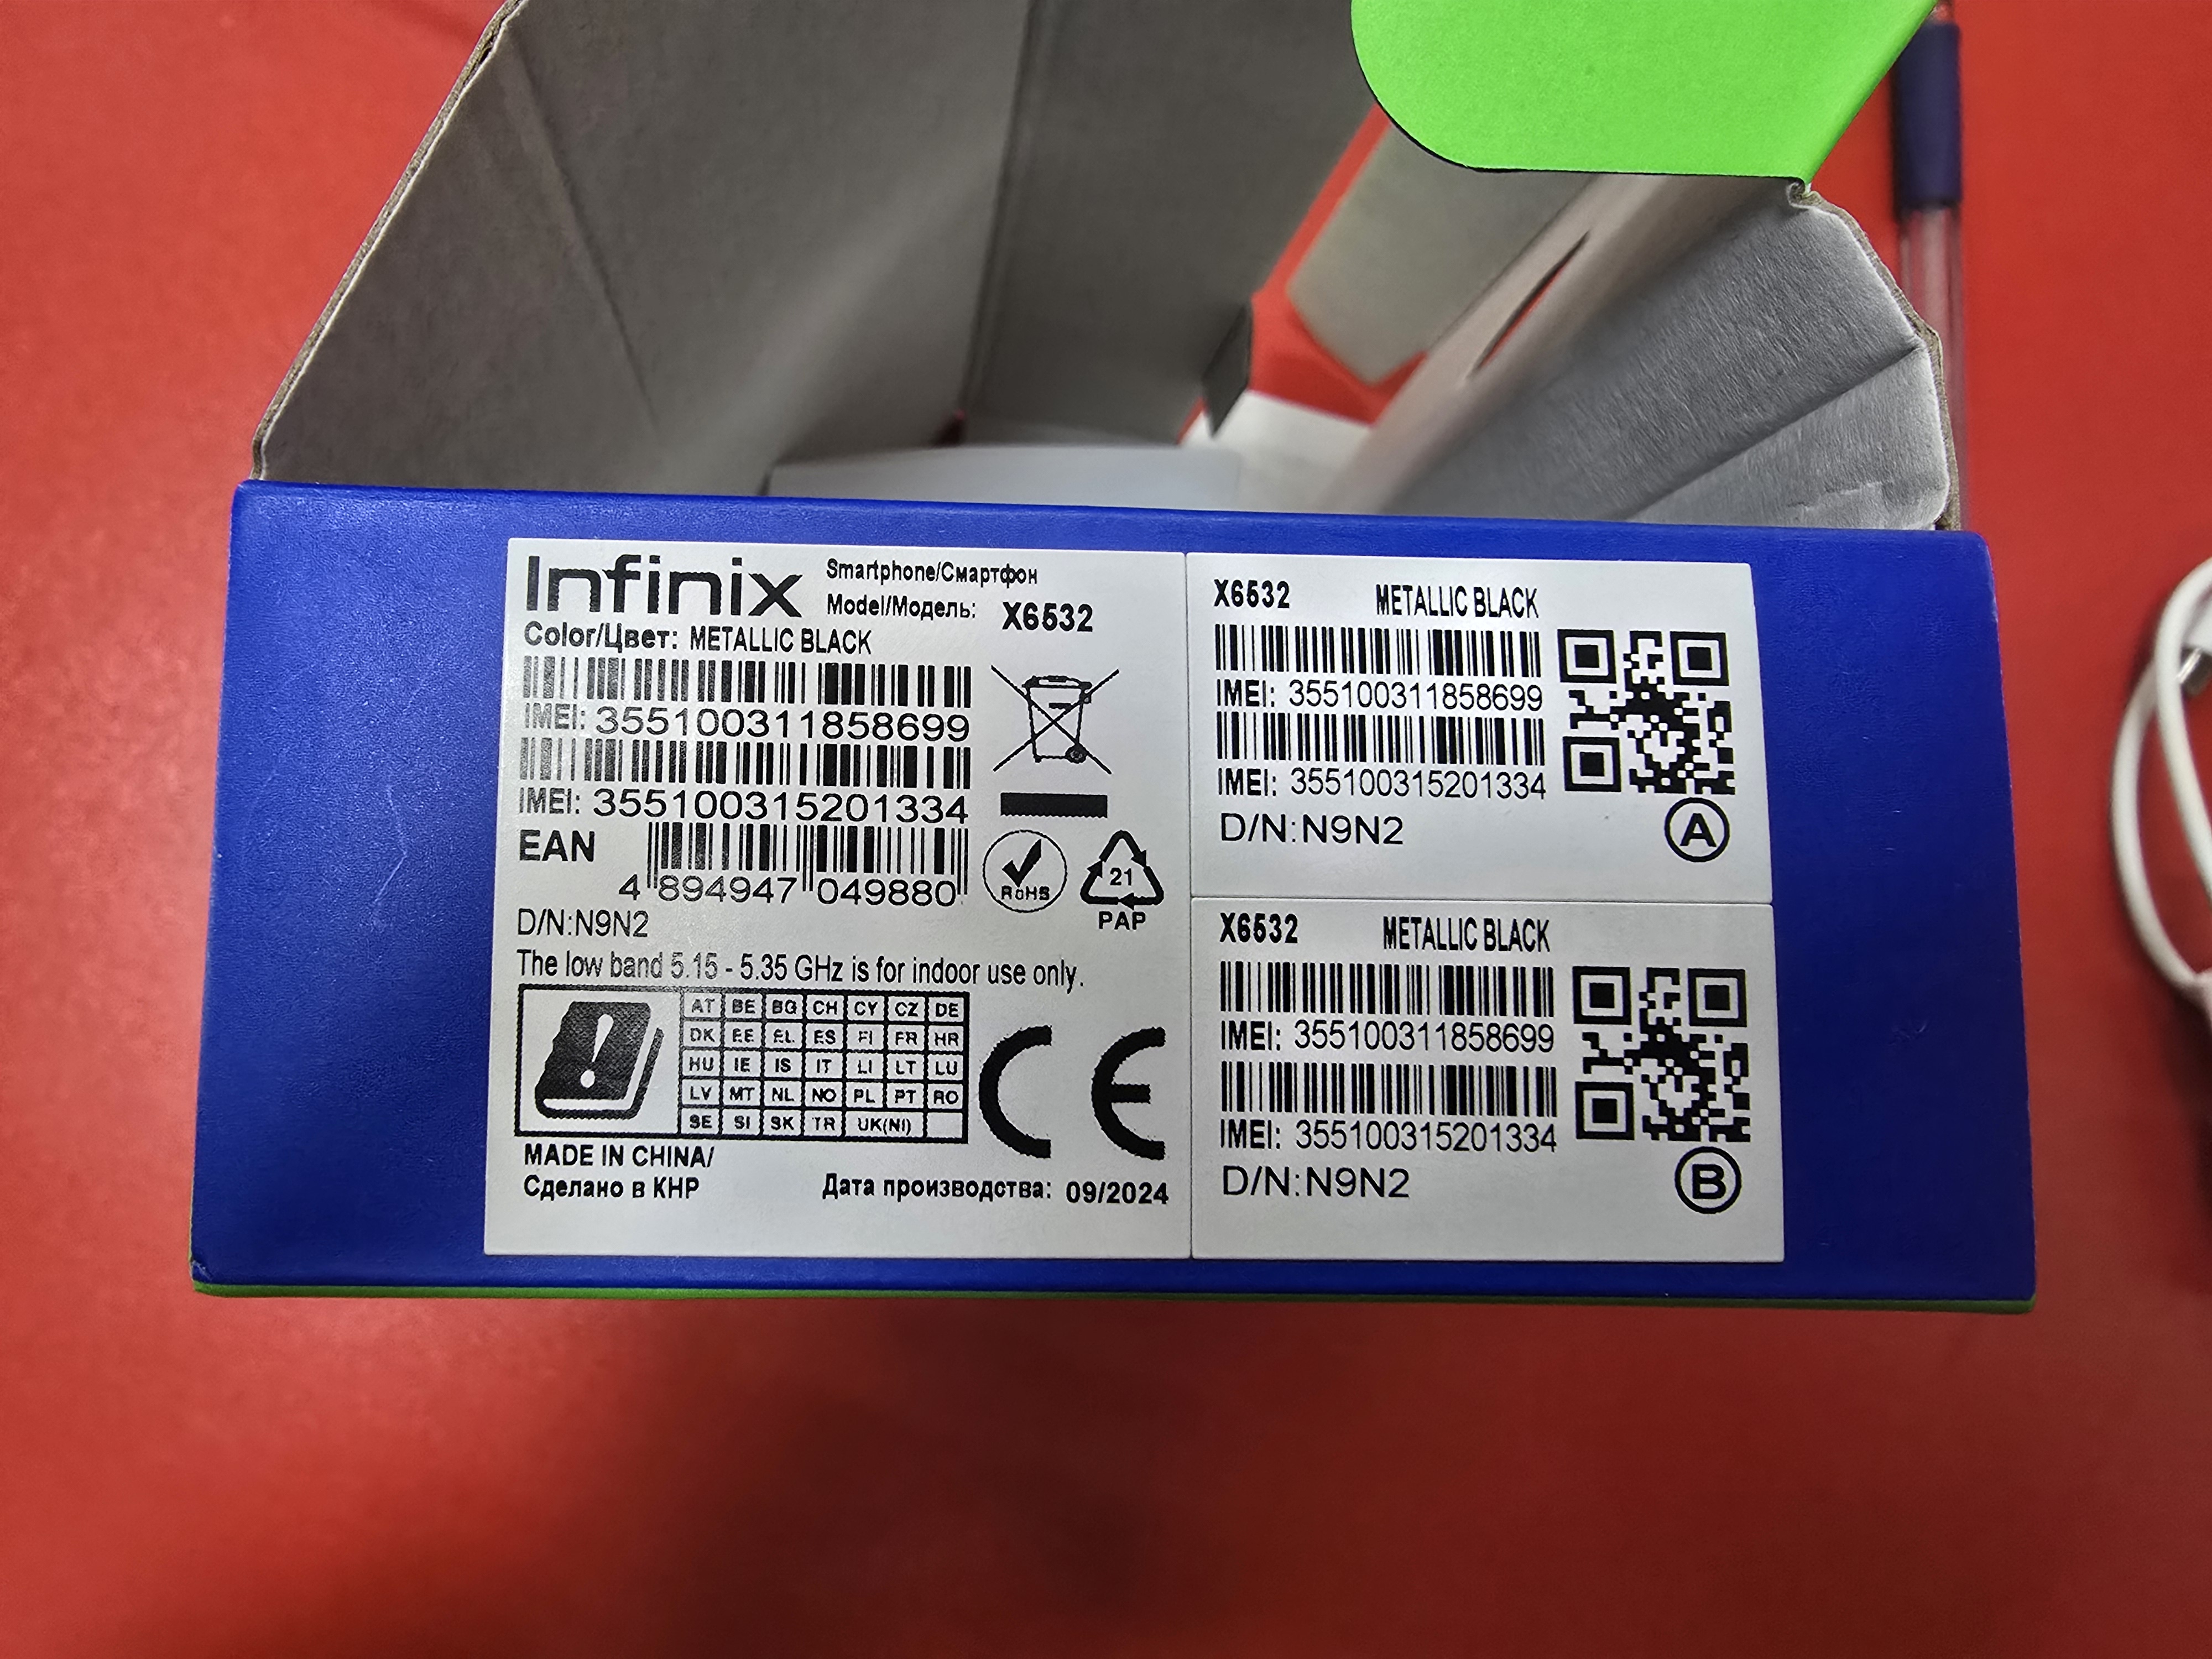 Infinix
Smartphone/Смартфон
Model/Модель: X6532
Color/Цвет: METALLIC BLACK
IMEI: 355100311858699
IMEI: 355100315201334
EAN
4 894947 049880
RoHS
21
PAP
D/N:N9N2
The low band 5.15 - 5.35 GHz is for indoor use only.
AT BE BG CH CY CZ DE
DK EE EL ES FI FR HR
HU IE IS IT LI LT LU
LV MT NL NO PL PT RO
SE SI SK TR UK(NI)
CE
MADE IN CHINA/
Сделано в КНР
Дата производства: 09/2024
X6532 METALLIC BLACK
IMEI: 355100311858699
IMEI: 355100315201334
D/N:N9N2
A
X6532 METALLIC BLACK
IMEI: 355100311858699
IMEI: 355100315201334
D/N:N9N2
B